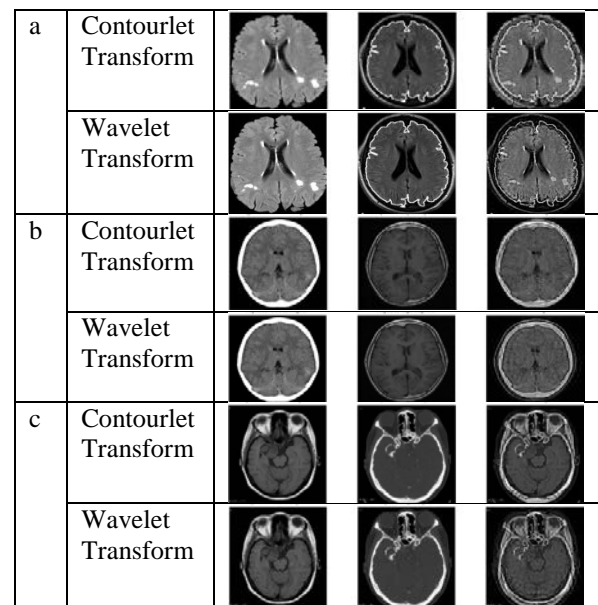 a
Contourlet
Transform
Wavelet
Transform
b
Contourlet
Transform
Wavelet
Transform
c
Contourlet
Transform
Wavelet
Transform